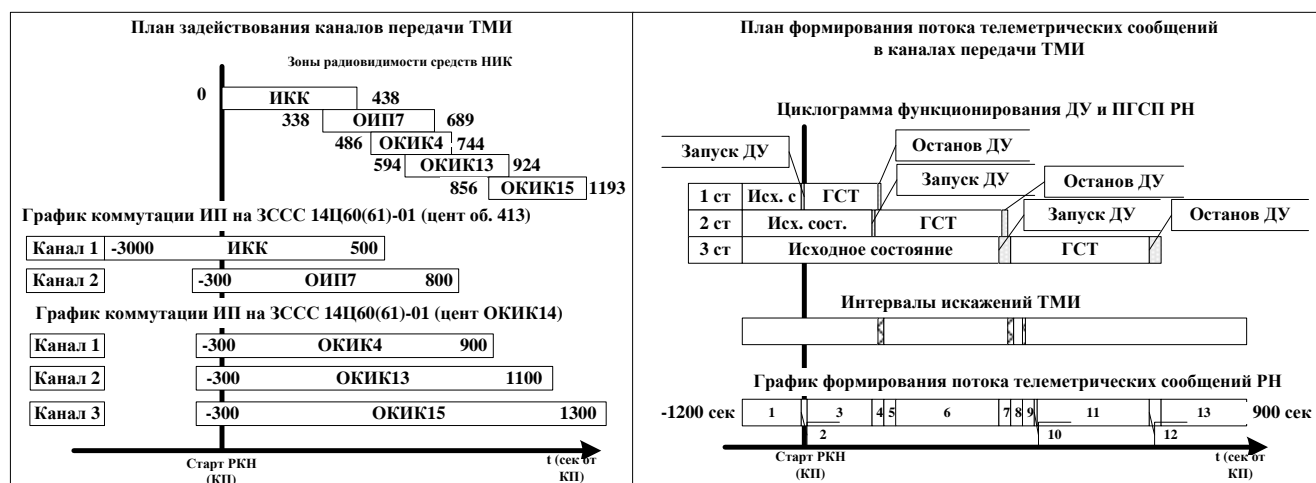 План задействования каналов передачи ТМИ
Зоны радиовидимости средств НИК
0 ИКК 438
338 ОИП7 689
486 ОКИК4 744
594 ОКИК13 924
856 ОКИК15 1193
График коммутации ИП на ЗССС 14Ц60(61)-01 (цент об. 413)
Канал 1 -3000 ИКК 500
Канал 2 -300 ОИП7 800
График коммутации ИП на ЗССС 14Ц60(61)-01 (цент ОКИК14)
Канал 1 -300 ОКИК4 900
Канал 2 -300 ОКИК13 1100
Канал 3 -300 ОКИК15 1300
Старт РКН
(КП)
t (сек от
КП)
План формирования потока телеметрических сообщений
в каналах передачи ТМИ
Циклограмма функционирования ДУ и ПГСП РН
Запуск ДУ Останов ДУ
Запуск ДУ Останов ДУ
1 ст Исх. с ГСТ
2 ст Исх. сост. ГСТ Запуск ДУ Останов ДУ
3 ст Исходное состояние ГСТ
Интервалы искажений ТМИ
График формирования потока телеметрических сообщений РН
-1200 сек 1 3 4 5 6 7 8 9 11 13 900 сек
2 10 12
Старт РКН
(КП)
t (сек от
КП)